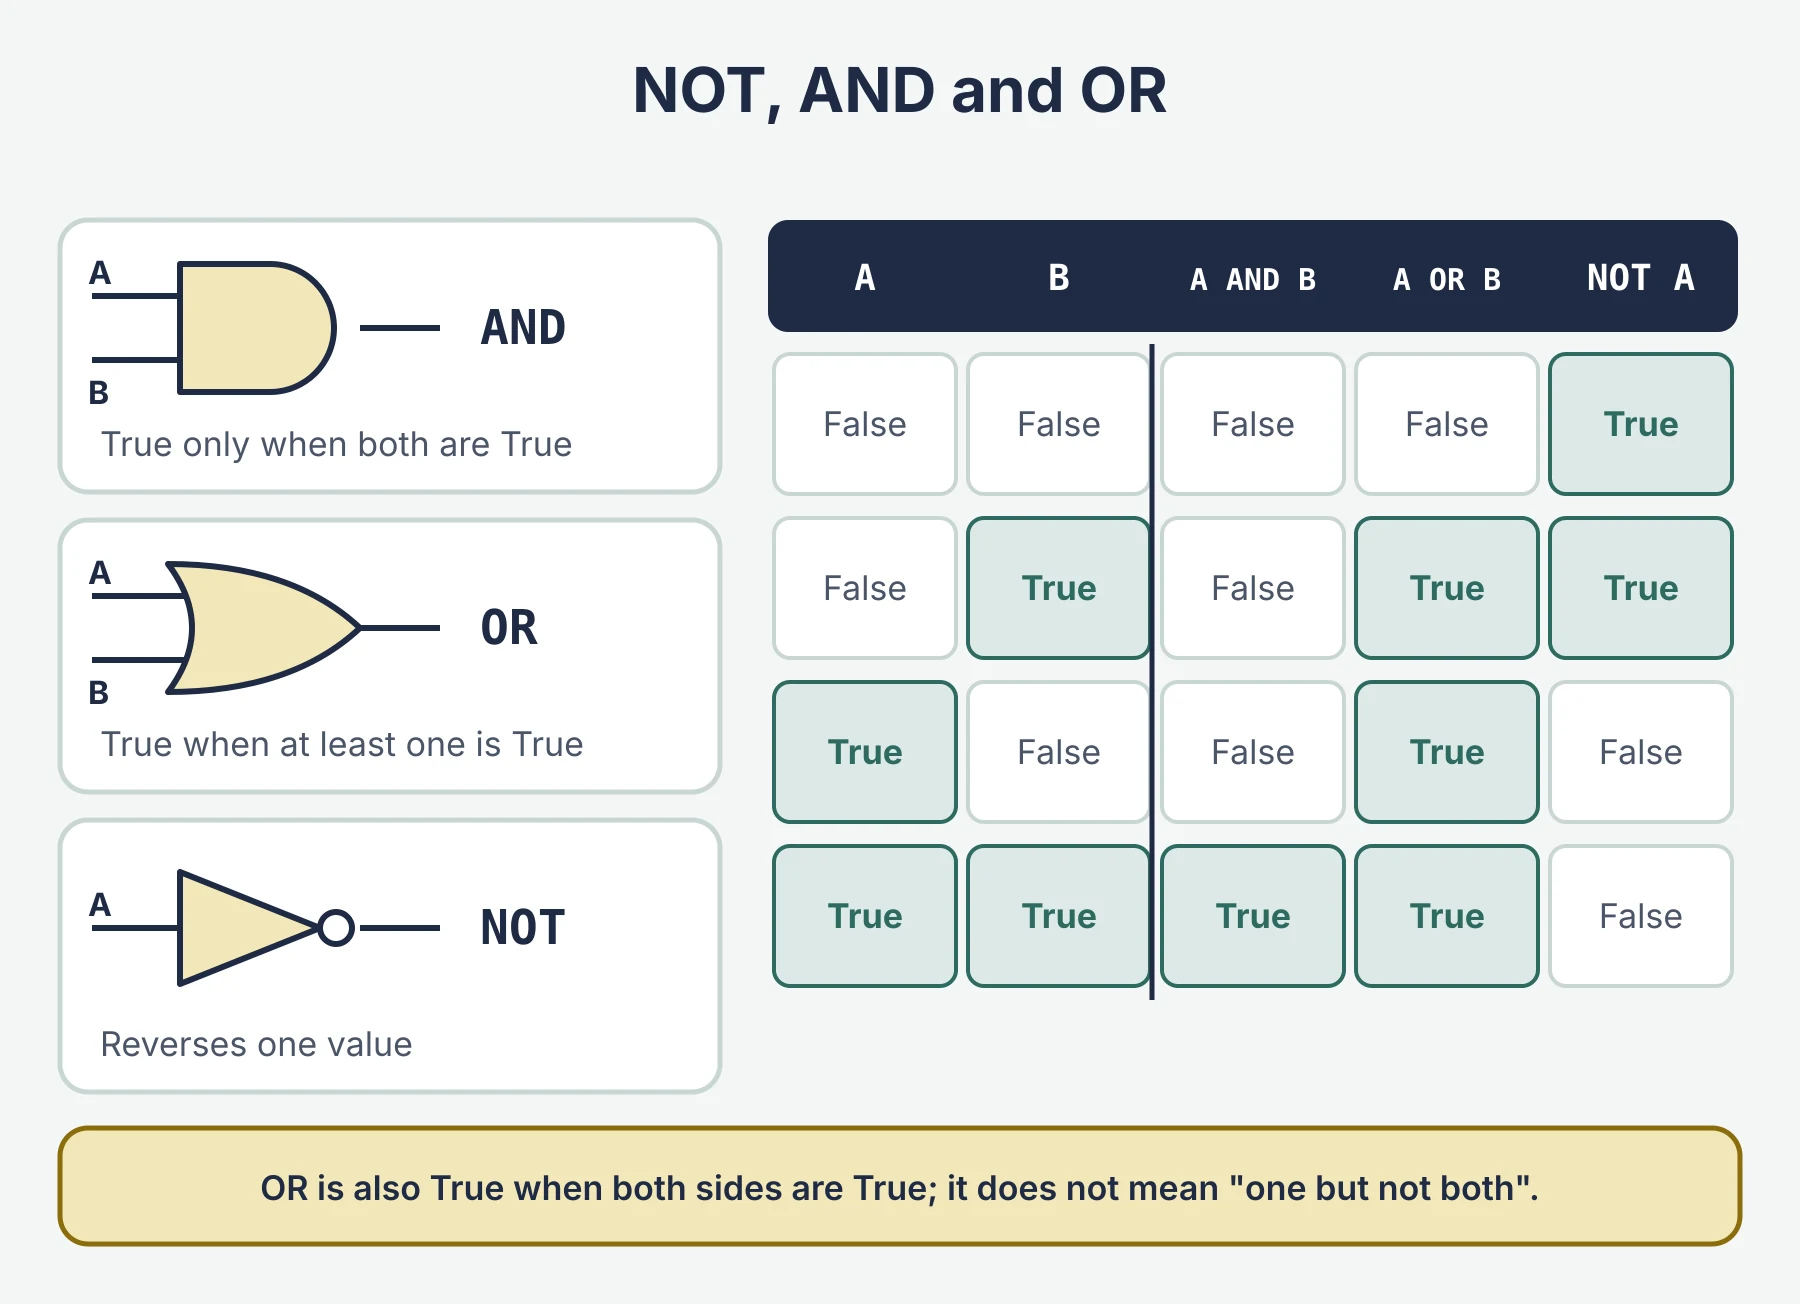 NOT, AND and OR
A
B
AND
True only when both are True
A
B
OR
True when at least one is True
A
NOT
Reverses one value
A B A AND B A OR B NOT A
False False False False True
False True False True True
True False False True False
True True True True False
OR is also True when both sides are True; it does not mean "one but not both".